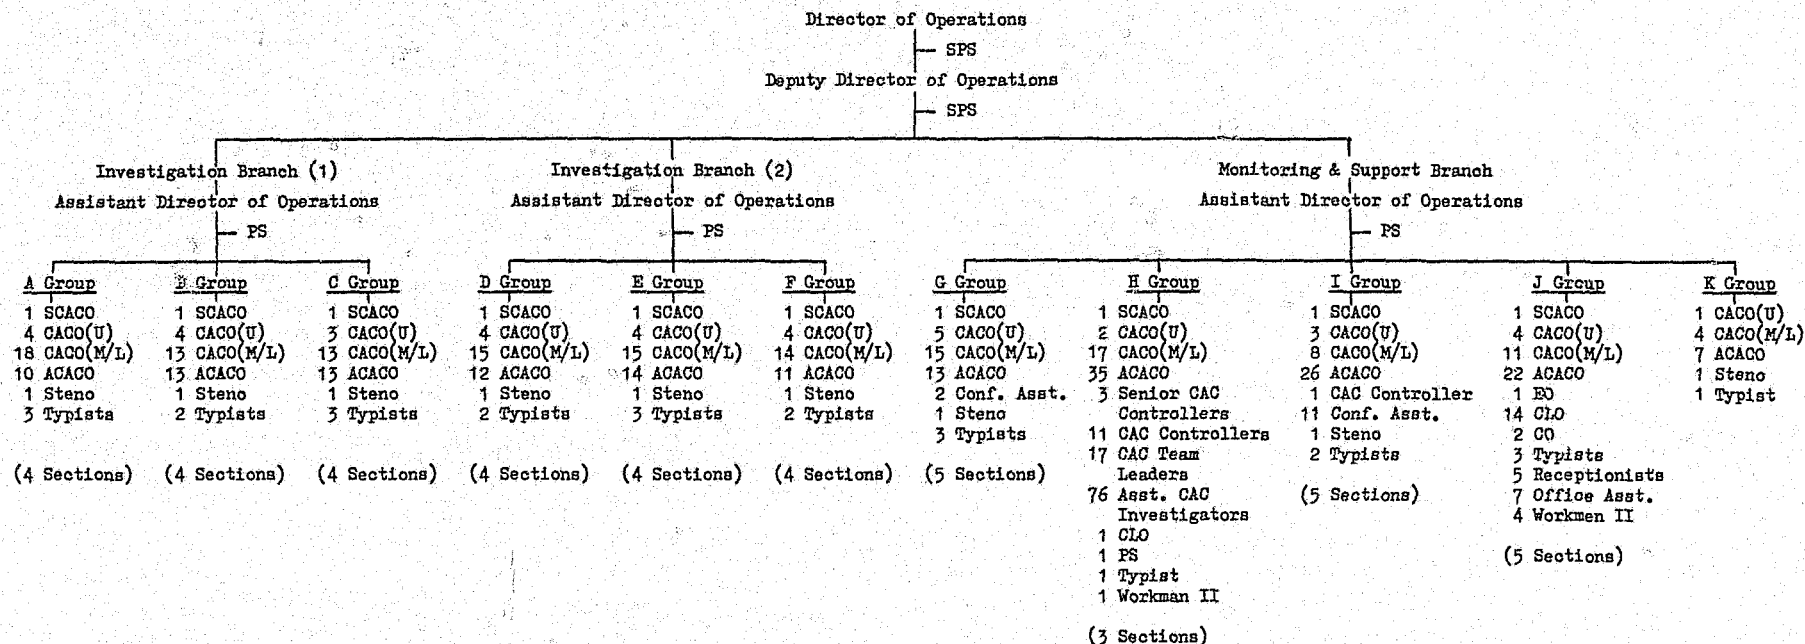 Director of Operations
SPS
Deputy Director of Operations
SPS
Investigation Branch (1)
Assistant Director of Operations
PS
Investigation Branch (2)
Assistant Director of Operations
PS
Monitoring & Support Branch
Assistant Director of Operations
PS
A Group
1 SCACO
4 CACO(U)
18 CACO(M/L)
10 ACACO
1 Steno
3 Typists
(4 Sections)
B Group
1 SCACO
4 CACO(U)
13 CACO(M/L)
13 ACACO
1 Steno
2 Typists
(4 Sections)
C Group
1 SCACO
3 CACO(U)
13 CACO(M/L)
13 ACACO
1 Steno
3 Typists
(4 Sections)
D Group
1 SCACO
4 CACO(U)
15 CACO(M/L)
12 ACACO
1 Steno
2 Typists
(4 Sections)
E Group
1 SCACO
4 CACO(U)
15 CACO(M/L)
14 ACACO
1 Steno
3 Typists
(4 Sections)
F Group
1 SCACO
4 CACO(U)
14 CACO(M/L)
11 ACACO
1 Steno
2 Typists
(4 Sections)
G Group
1 SCACO
5 CACO(U)
15 CACO(M/L)
13 ACACO
2 Conf. Asst.
1 Steno
3 Typists
(5 Sections)
H Group
1 SCACO
2 CACO(U)
17 CACO(M/L)
35 ACACO
3 Senior CAC
Controllers
11 CAC Controllers
17 CAC Team
Leaders
76 Asst. CAC
Investigators
1 CLO
1 PS
1 Typist
1 Workman II
(3 Sections)
I Group
1 SCACO
3 CACO(U)
8 CACO(M/L)
26 ACACO
1 CAC Controller
11 Conf. Asst.
1 Steno
2 Typists
(5 Sections)
J Group
1 SCACO
4 CACO(U)
11 CACO(M/L)
22 ACACO
1 EO
14 CLO
2 CO
3 Typists
5 Receptionists
7 Office Asst.
4 Workmen II
(5 Sections)
K Group
1 CACO(U)
4 CACO(M/L)
7 ACACO
1 Steno
1 Typist